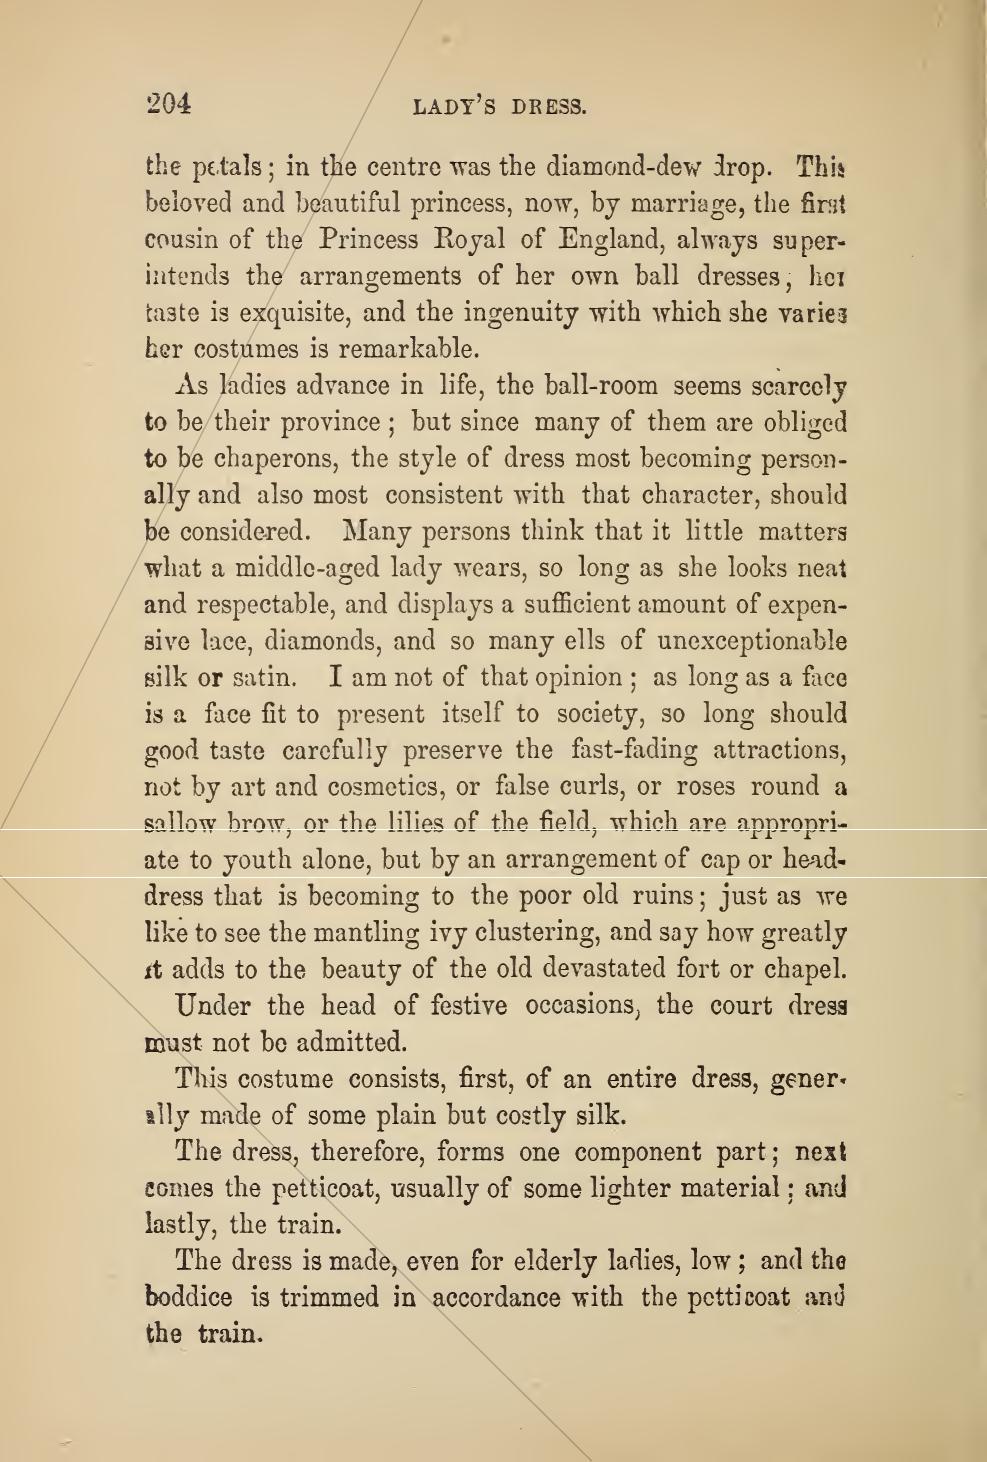 204 LADY'S DRESS.
the petals; in the centre was the diamond-dew drop. This
beloved and beautiful princess, now, by marriage, the first
cousin of the Princess Royal of England, always super-
intends the arrangements of her own ball dresses; her
taste is exquisite, and the ingenuity with which she varies
her costumes is remarkable.
As ladies advance in life, the ball-room seems scarcely
to be their province; but since many of them are obliged
to be chaperons, the style of dress most becoming person-
ally and also most consistent with that character, should
be considered. Many persons think that it little matters
what a middle-aged lady wears, so long as she looks neat
and respectable, and displays a sufficient amount of expen-
sive lace, diamonds, and so many ells of unexceptionable
silk or satin. I am not of that opinion; as long as a face
is a face fit to present itself to society, so long should
good taste carefully preserve the fast-fading attractions,
not by art and cosmetics, or false curls, or roses round a
sallow brow, or the lilies of the field, which are appropri-
ate to youth alone, but by an arrangement of cap or head-
dress that is becoming to the poor old ruins; just as we
like to see the mantling ivy clustering, and say how greatly
it adds to the beauty of the old devastated fort or chapel.
Under the head of festive occasions, the court dress
must not be admitted.
This costume consists, first, of an entire dress, gener-
ally made of some plain but costly silk.
The dress, therefore, forms one component part; next
comes the petticoat, usually of some lighter material; and
lastly, the train.
The dress is made, even for elderly ladies, low; and the
boddice is trimmed in accordance with the petticoat and
the train.